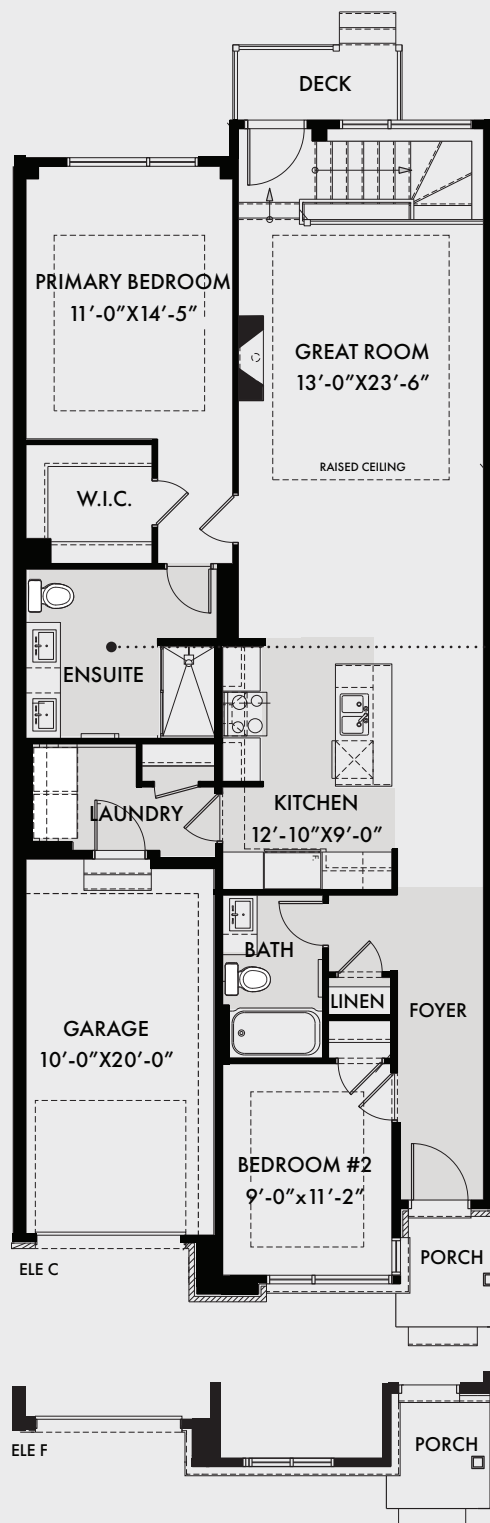 DECK
PRIMARY BEDROOM
11'-0"X14'-5"
GREAT ROOM
13'-0"X23'-6"
RAISED CEILING
W.I.C.
ENSUITE
LAUNDRY
KITCHEN
12'-10"X9'-0"
F.
BATH
LINEN
FOYER
GARAGE
10'-0"X20'-0"
BEDROOM #2
9'-0"x11'-2"
PORCH
ELE C
PORCH
ELE F